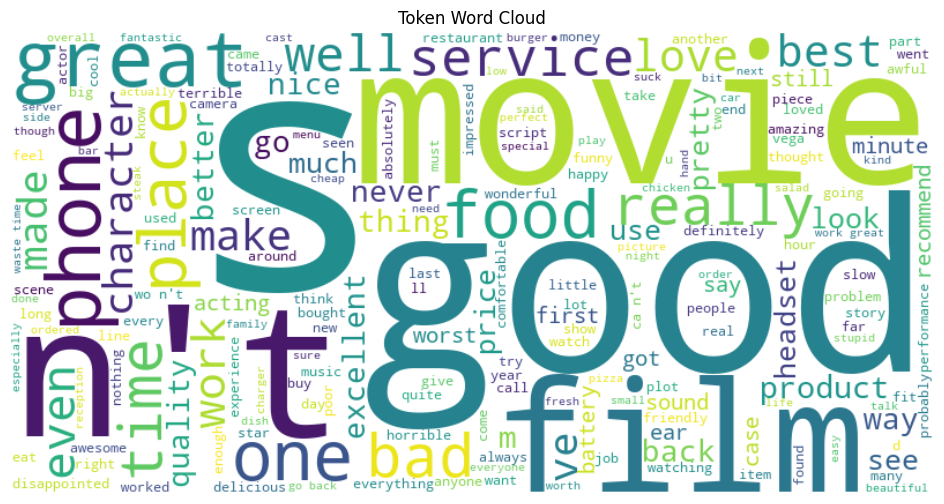 Token Word Cloud
overall fantastic cast restaurant burger money another part
great well service love best
actor cool came totally low bit next went
big actually nice suck still awful
server terrible camera take piece loved
side though know go menu seen much absolutely impressed said perfect script special play funny happy u hand two car end vega amazing thought minute kind
phone character place better s movie
feel bar steak cheap never must wonderful chicken pretty salad going
made used screen make thing need food really use look recommend
find around definitely hour work great
waste time picture night
scene wo n't excellent last ll price comfortable little order say slow
done long acting think lot people problem
ordered every bought first ca n't real far story
line family new worst show watch headset stupid
n't good
especially even reception nothing time work experience sure try got plot probably performance
quality charger buy music give year call sound product fit
dish day poor quite pizza small friendly life way talk
awesome star horrible fresh ear
eat right enough one bad m ve battery back case film found easy see d
disappointed worked delicious go back everything anyone always come want everyone worth job watching item many beautiful